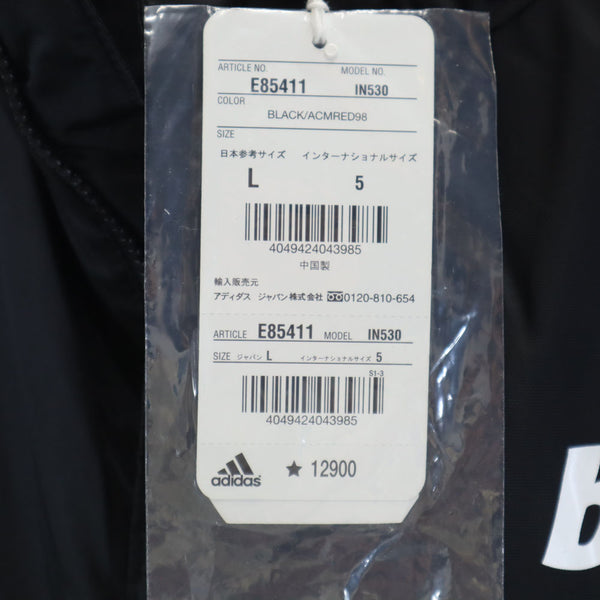 ARTICLE NO. MODEL NO.
E85411 IN530
COLOR
BLACK/ACMRED98
SIZE
日本参考サイズ インターナショナルサイズ
L 5
4049424043985
中国製
輸入販売元
アディダス ジャパン株式会社 0120-810-654
ARTICLE E85411 MODEL IN530
SIZE ジャパン L インターナショナルサイズ 5
S1-3
4049424043985
adidas ★ 12900
b